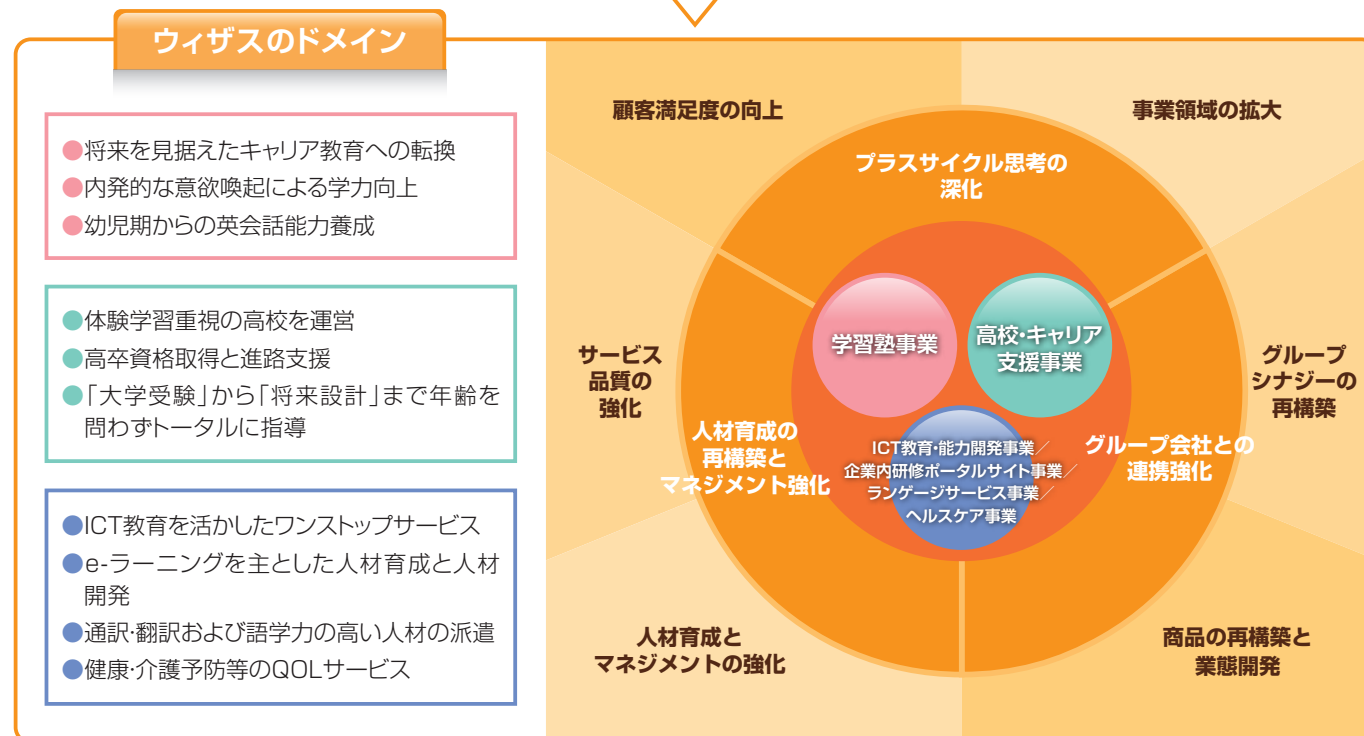 ウィザスのドメイン
●将来を見据えたキャリア教育への転換
●内発的な意欲喚起による学力向上
●幼児期からの英会話能力養成
●体験学習重視の高校を運営
●高卒資格取得と進路支援
●「大学受験」から「将来設計」まで年齢を
問わずトータルに指導
●ICT教育を活かしたワンストップサービス
●e-ラーニングを主とした人材育成と人材
開発
●通訳・翻訳および語学力の高い人材の派遣
●健康・介護予防等のQOLサービス
顧客満足度の向上
事業領域の拡大
プラスサイクル思考の
深化
学習塾事業
高校・キャリア
支援事業
サービス
品質の
強化
グループ
シナジーの
再構築
人材育成の
再構築と
マネジメント強化
ICT教育・能力開発事業／
企業内研修ポータルサイト事業／
ランゲージサービス事業／
ヘルスケア事業
グループ会社との
連携強化
人材育成と
マネジメントの強化
商品の再構築と
業態開発